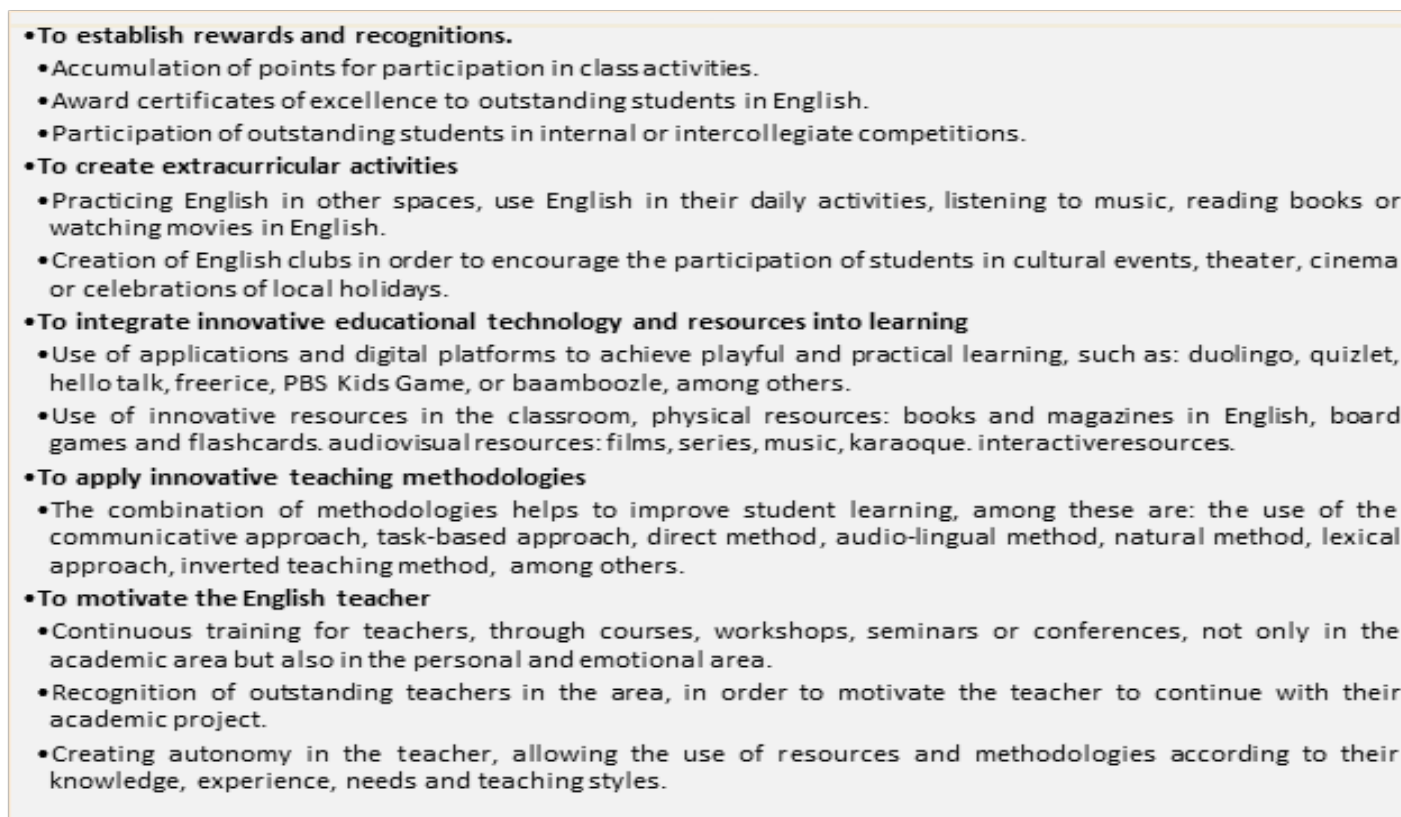 •To establish rewards and recognitions.
•Accumulation of points for participation in class activities.
•Award certificates of excellence to outstanding students in English.
•Participation of outstanding students in internal or intercollegiate competitions.
•To create extracurricular activities
•Practicing English in other spaces, use English in their daily activities, listening to music, reading books or
watching movies in English.
•Creation of English clubs in order to encourage the participation of students in cultural events, theater, cinema
or celebrations of local holidays.
•To integrate innovative educational technology and resources into learning
•Use of applications and digital platforms to achieve playful and practical learning, such as: duolingo, quizlet,
hello talk, freerice, PBS Kids Game, or baamboozle, among others.
•Use of innovative resources in the classroom, physical resources: books and magazines in English, board
games and flashcards. audiovisual resources: films, series, music, karaoque. interactive resources.
•To apply innovative teaching methodologies
•The combination of methodologies helps to improve student learning, among these are: the use of the
communicative approach, task-based approach, direct method, audio-lingual method, natural method, lexical
approach, inverted teaching method, among others.
•To motivate the English teacher
•Continuous training for teachers, through courses, workshops, seminars or conferences, not only in the
academic area but also in the personal and emotional area.
•Recognition of outstanding teachers in the area, in order to motivate the teacher to continue with their
academic project.
•Creating autonomy in the teacher, allowing the use of resources and methodologies according to their
knowledge, experience, needs and teaching styles.